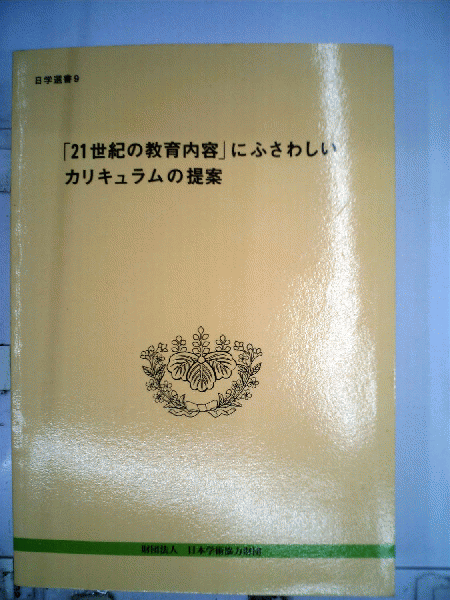 日学選書9
「21世紀の教育内容」にふさわしい
カリキュラムの提案
財団法人　日本学術協力財団